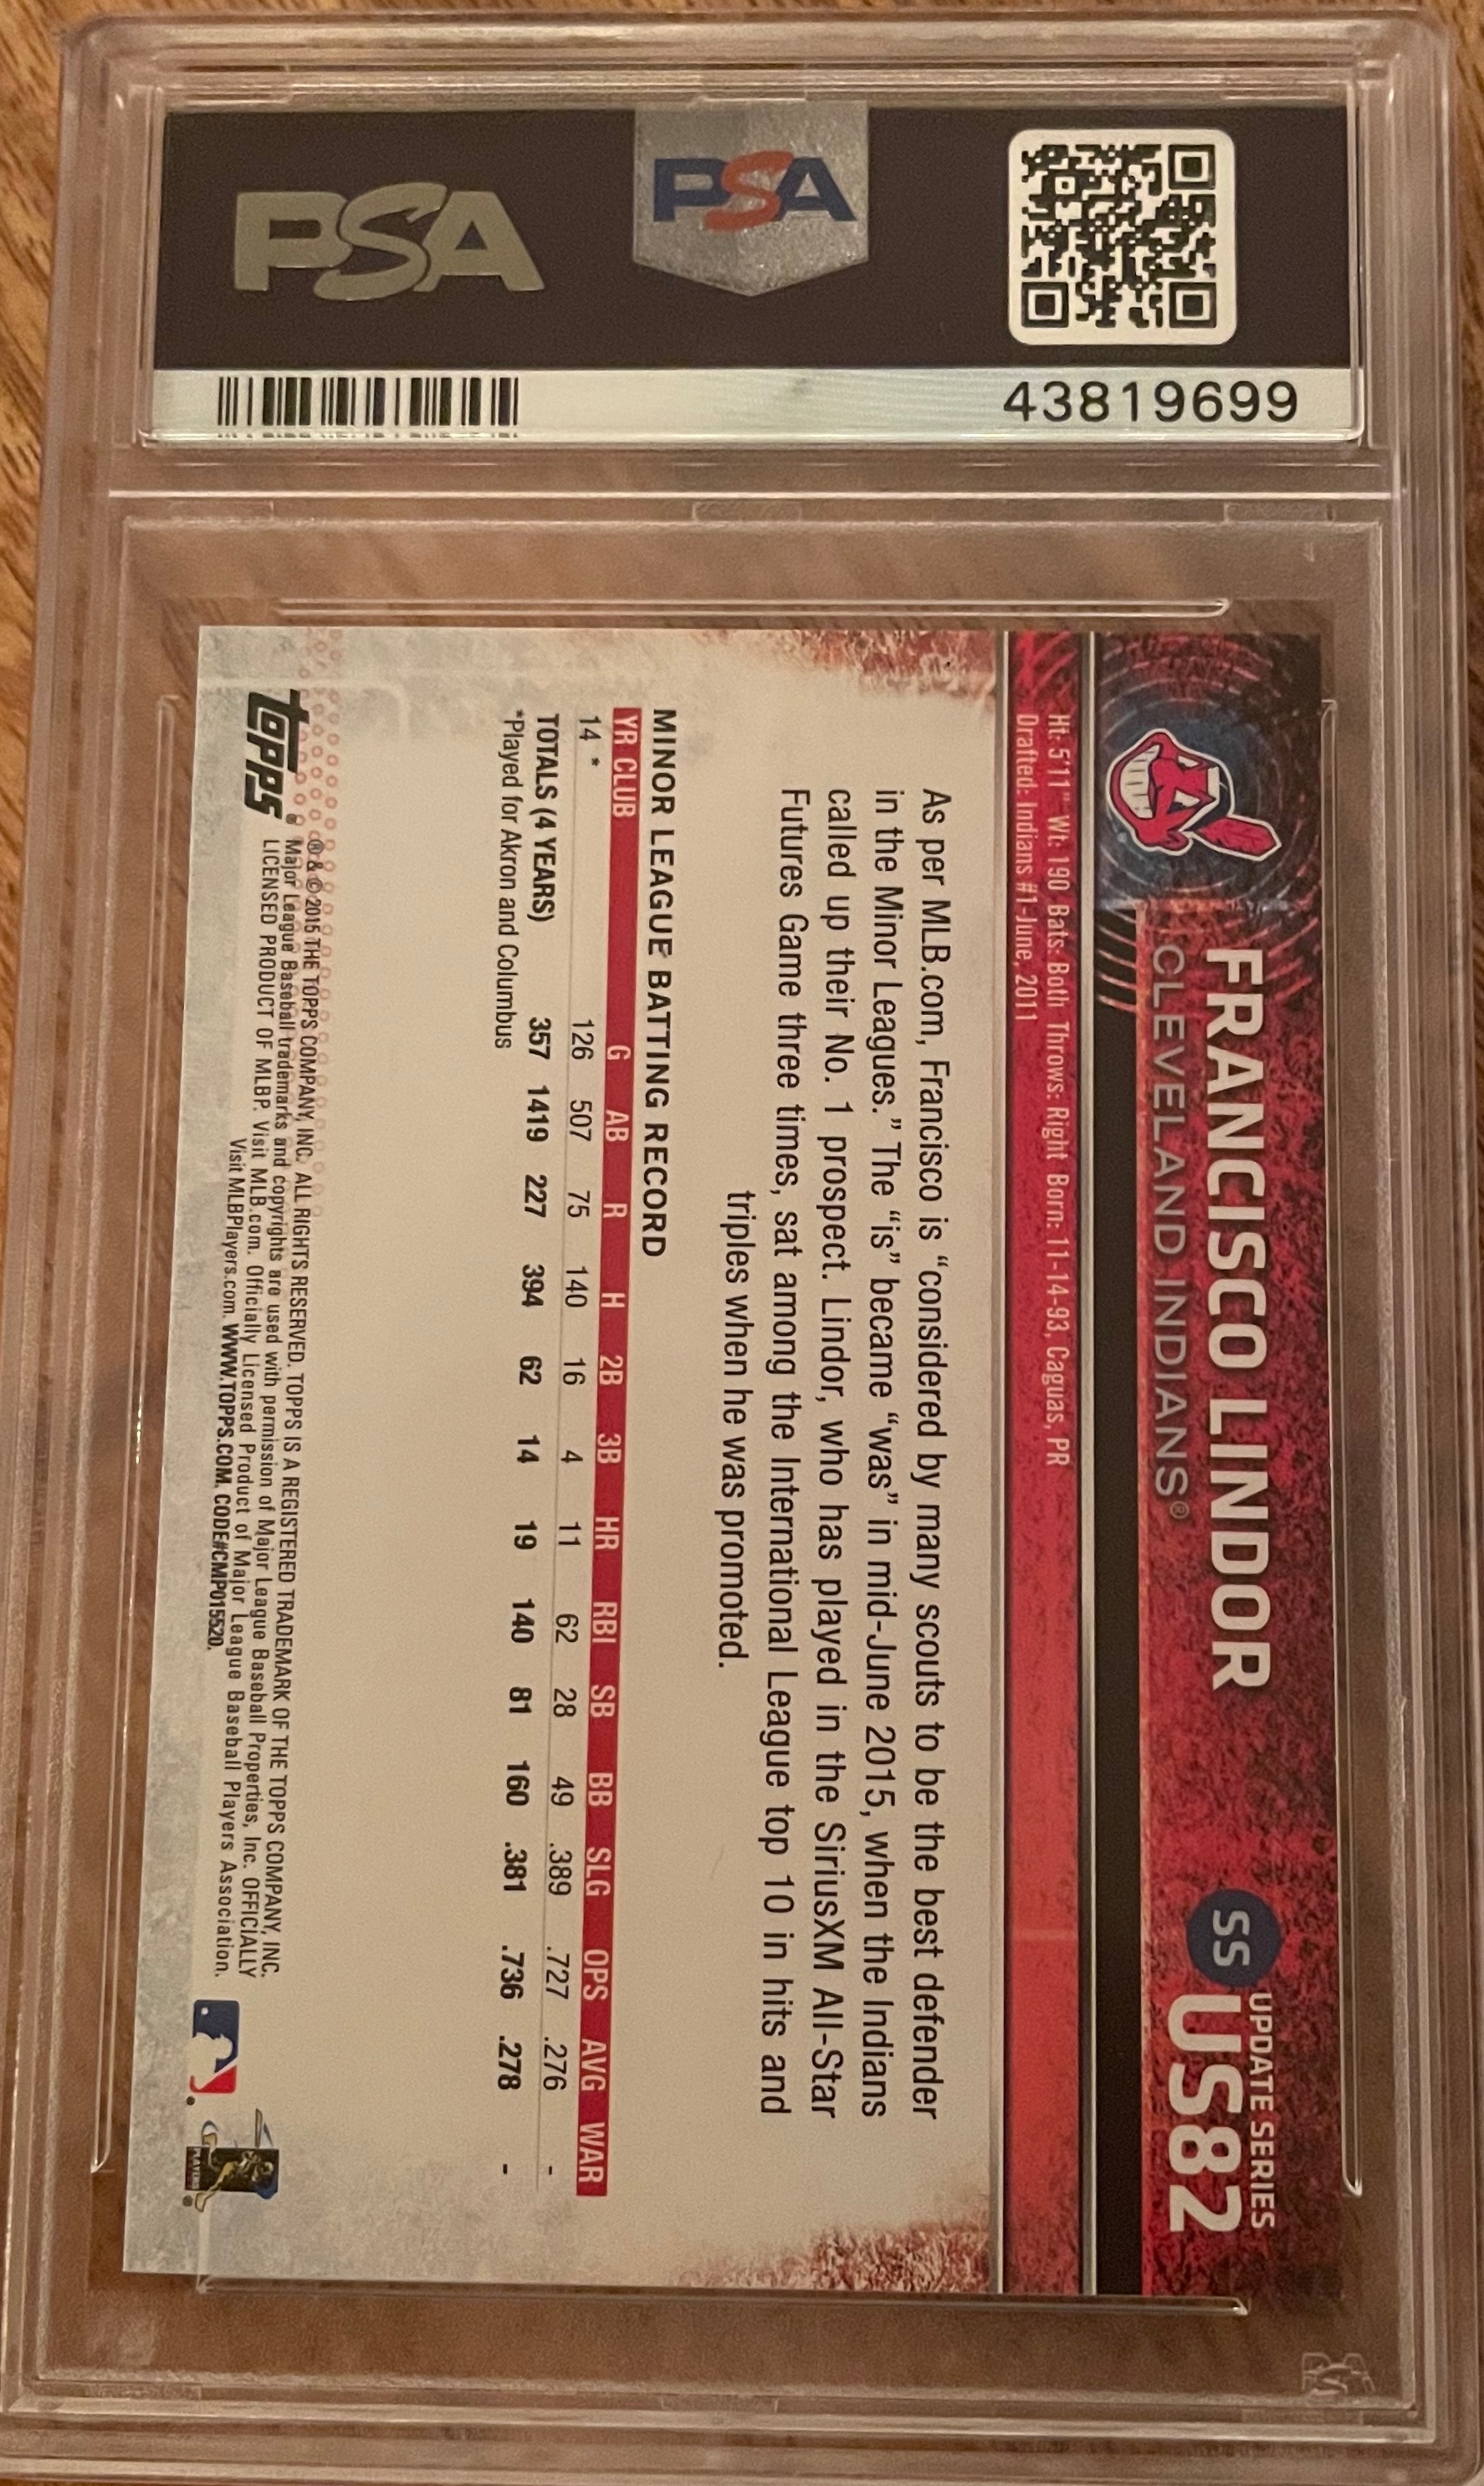 PSA
PSA
43819699
FRANCISCO LINDOR
CLEVELAND INDIANS®
SS
UPDATE SERIES
US82
Ht: 5'11" Wt: 190 Bats: Both Throws: Right Born: 11-14-93, Caguas, PR
Drafted: Indians #1-June, 2011
As per MLB.com, Francisco is “considered by many scouts to be the best defender
in the Minor Leagues.” The “is” became “was” in mid-June 2015, when the Indians
called up their No. 1 prospect. Lindor, who has played in the SiriusXM All-Star
Futures Game three times, sat among the International League top 10 in hits and
triples when he was promoted.
MINOR LEAGUE BATTING RECORD
YR CLUB G AB R H 2B 3B HR RBI SB BB SLG OPS AVG WAR
14 * 126 507 75 140 16 4 11 62 28 49 .389 .727 .276 -
TOTALS (4 YEARS) 357 1419 227 394 62 14 19 140 81 160 .381 .736 .278 -
*Played for Akron and Columbus
topps
® & © 2015 THE TOPPS COMPANY, INC. ALL RIGHTS RESERVED. TOPPS IS A REGISTERED TRADEMARK OF THE TOPPS COMPANY, INC.
Major League Baseball trademarks and copyrights are used with permission of Major League Baseball Properties, Inc. OFFICIALLY
LICENSED PRODUCT OF MLBP. Visit MLB.com. Officially Licensed Product of Major League Baseball Players Association.
Visit MLBPlayers.com. WWW.TOPPS.COM. CODE#CMP015520.
PLAYERS
PSA